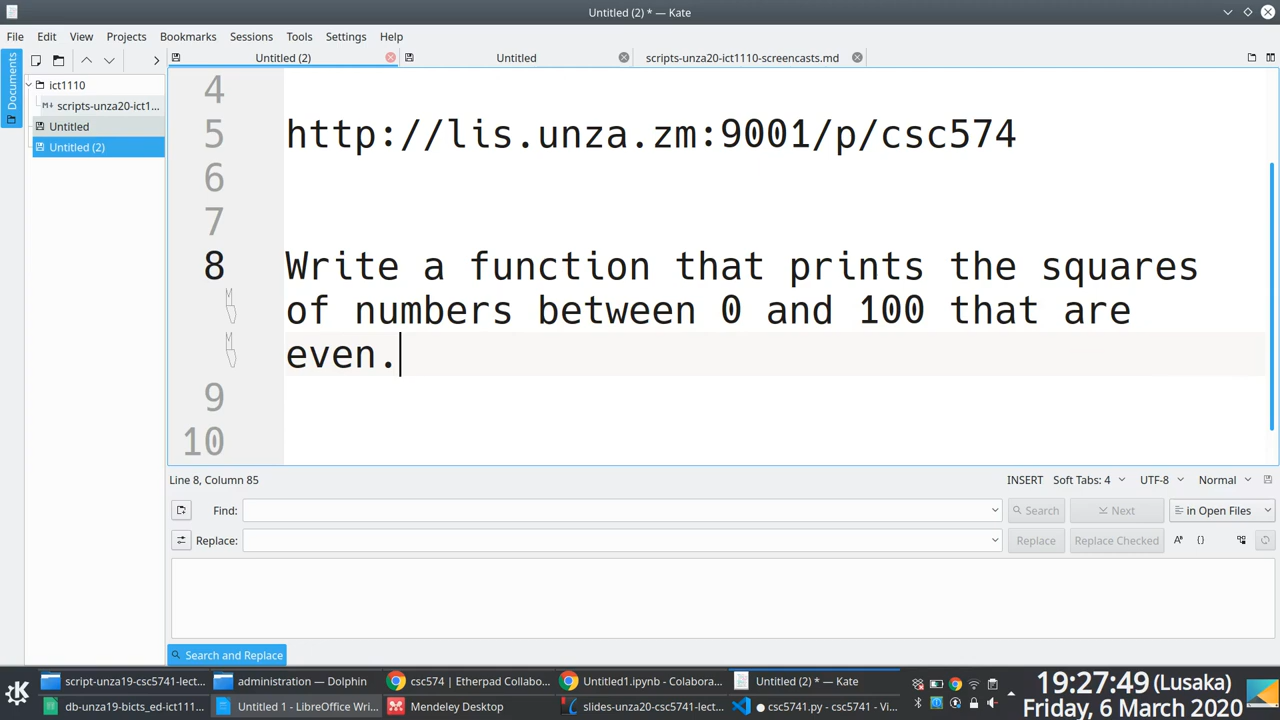 Untitled (2) * — Kate
File Edit View Projects Bookmarks Sessions Tools Settings Help
Documents
Untitled (2) Untitled scripts-unza20-ict1110-screencasts.md
ict1110
scripts-unza20-ict1...
Untitled
Untitled (2)
4
5 http://lis.unza.zm:9001/p/csc574
6
7
8 Write a function that prints the squares
of numbers between 0 and 100 that are
even.
9
10
Line 8, Column 85 INSERT Soft Tabs: 4 UTF-8 Normal
Find: Search Next in Open Files
Replace: Replace Replace Checked
Search and Replace
script-unza19-csc5741-lect... administration — Dolphin csc574 | Etherpad Collabo... Untitled1.ipynb - Colabora... Untitled (2) * — Kate
db-unza19-bicts_ed-ict111... Untitled 1 - LibreOffice Wri... Mendeley Desktop slides-unza20-csc5741-lect... ● csc5741.py - csc5741 - Vi...
19:27:49 (Lusaka)
Friday, 6 March 2020